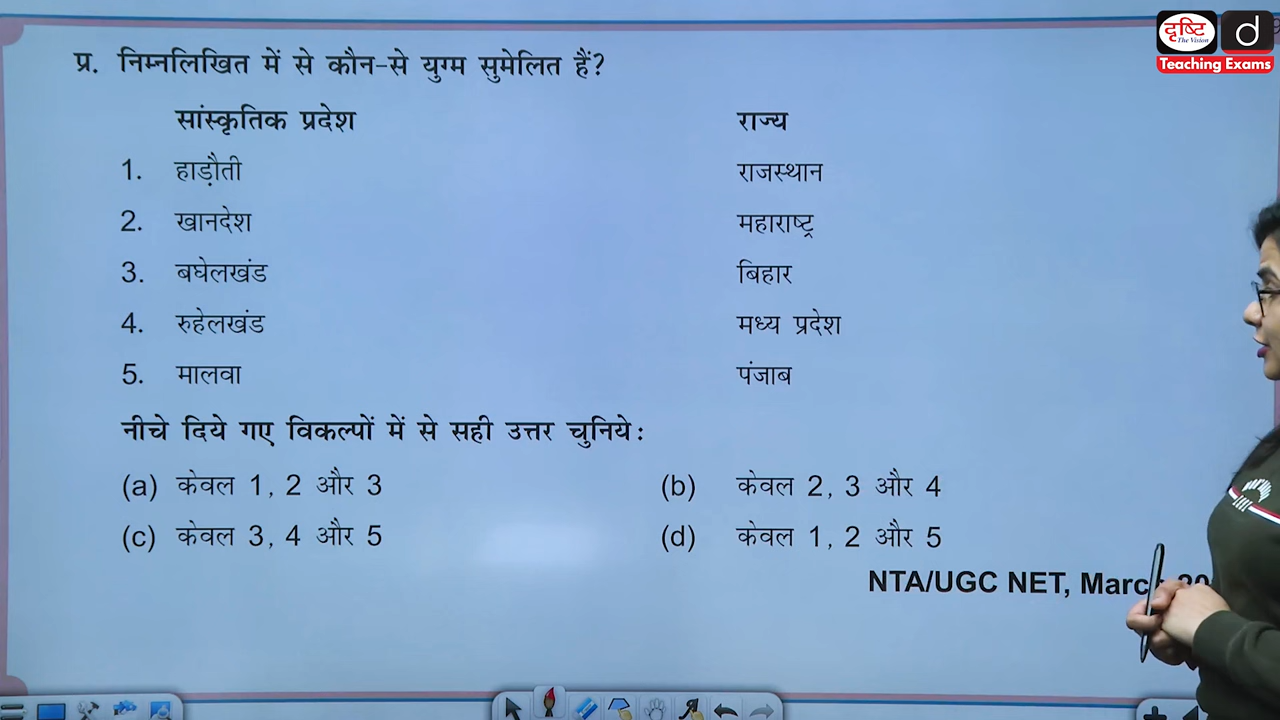 दृष्टि
The Vision
d
Teaching Exams
प्र. निम्नलिखित में से कौन-से युग्म सुमेलित हैं?
सांस्कृतिक प्रदेश राज्य
1. हाड़ौती राजस्थान
2. खानदेश महाराष्ट्र
3. बघेलखंड बिहार
4. रुहेलखंड मध्य प्रदेश
5. मालवा पंजाब
नीचे दिये गए विकल्पों में से सही उत्तर चुनिये:
(a) केवल 1, 2 और 3 (b) केवल 2, 3 और 4
(c) केवल 3, 4 और 5 (d) केवल 1, 2 और 5
NTA/UGC NET,